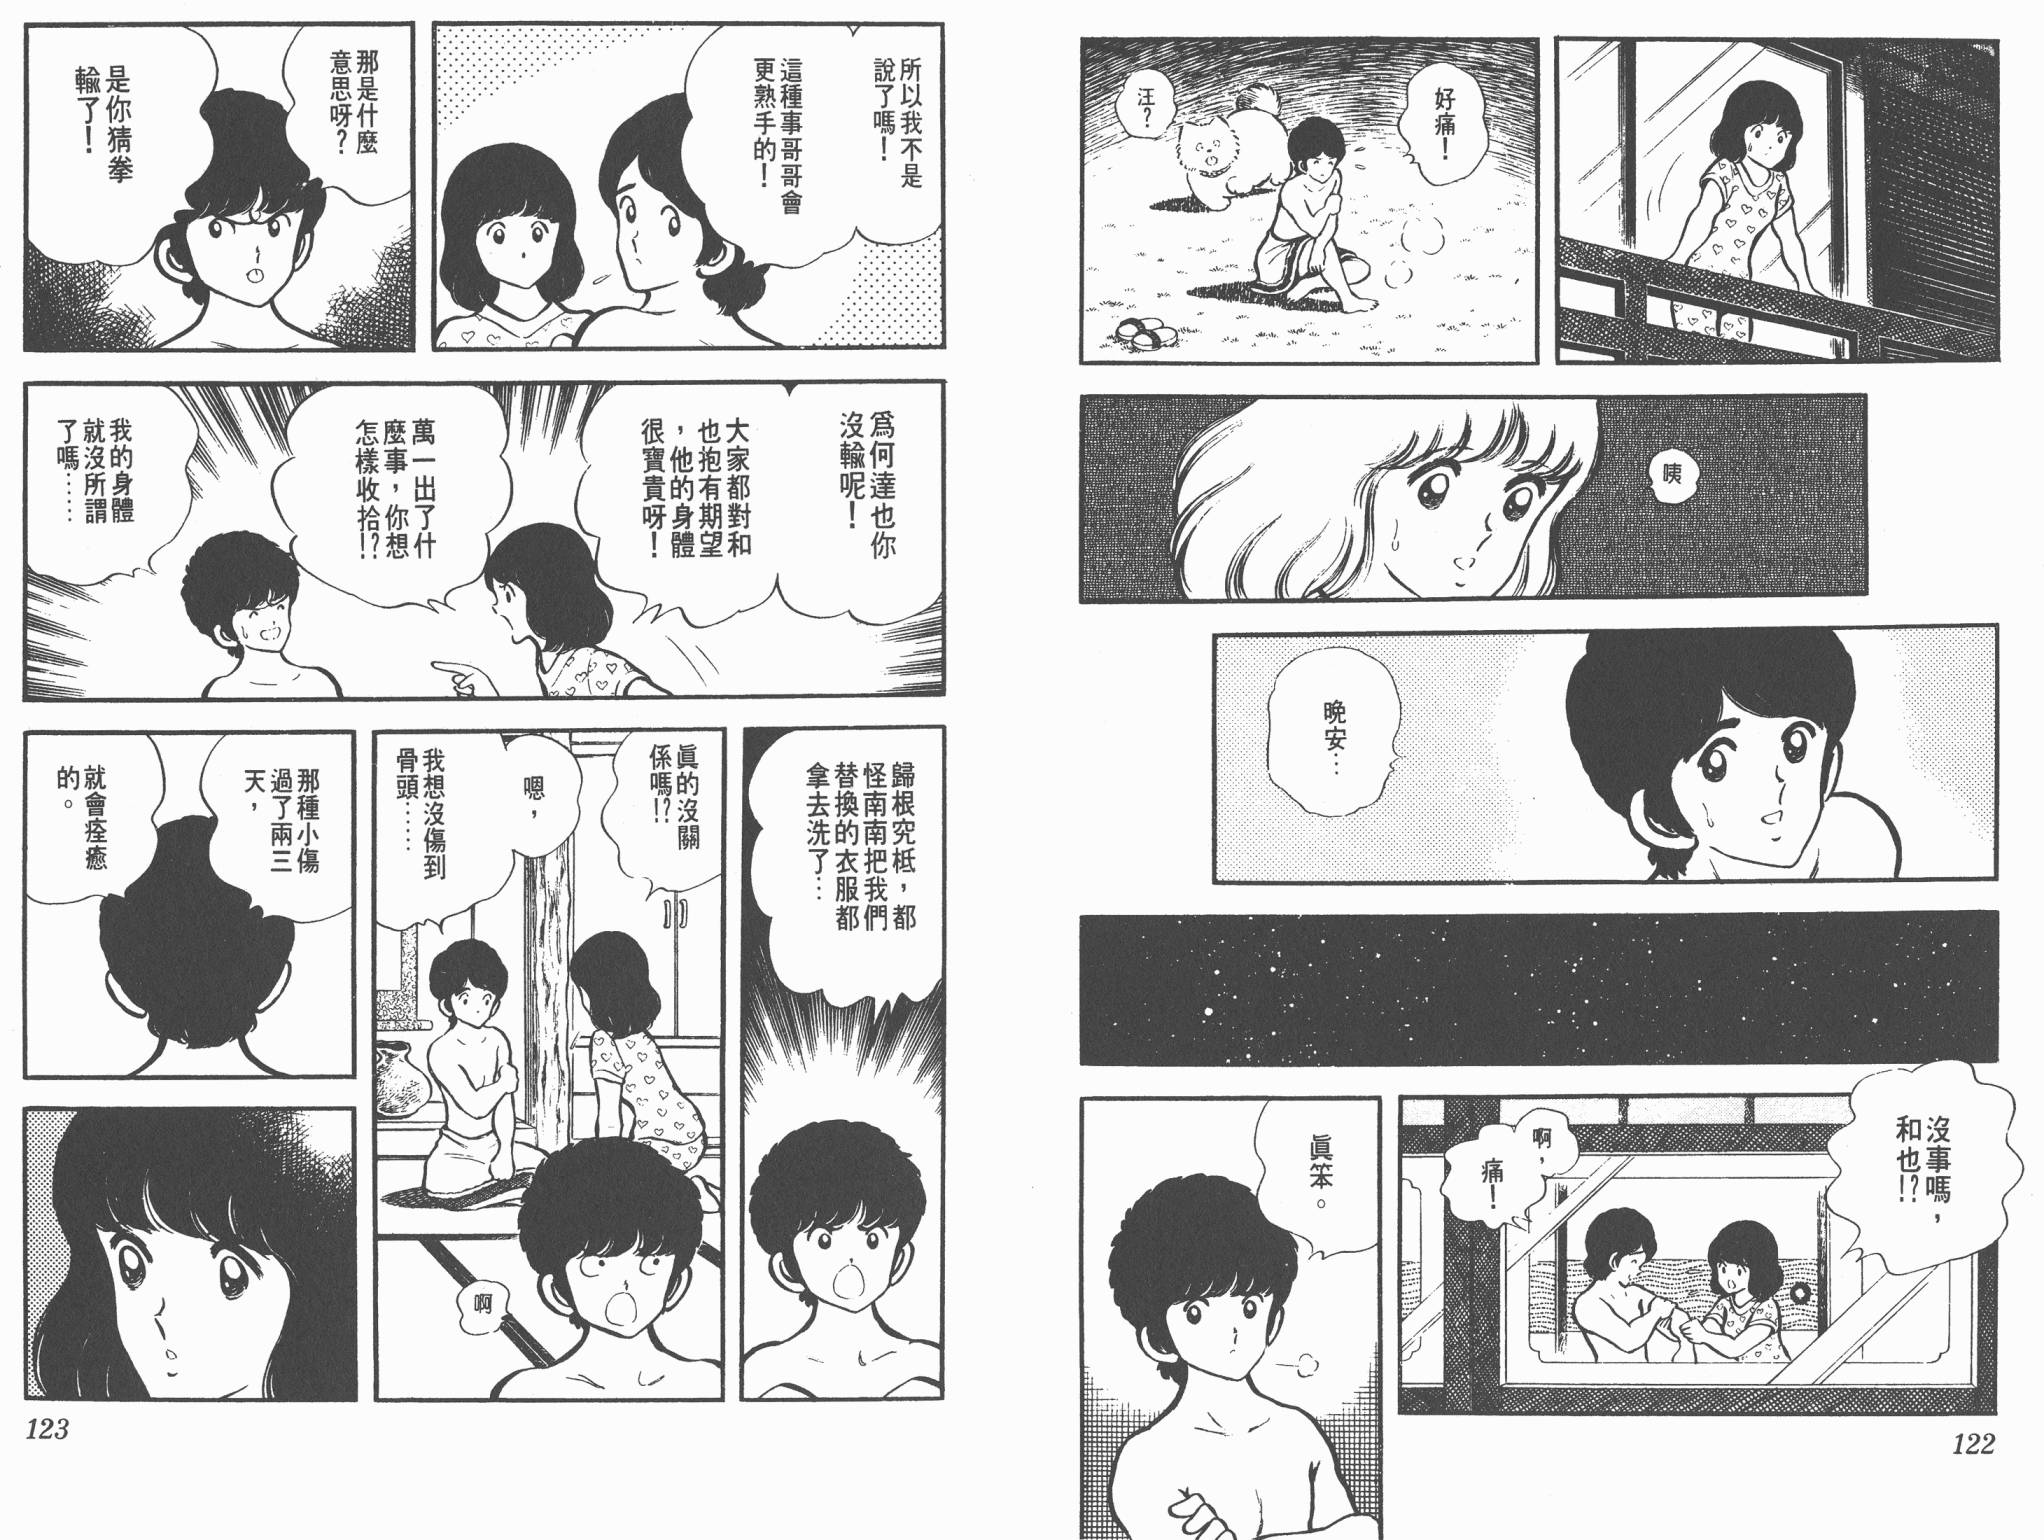 好痛！
汪？
咦
晚安…
沒事嗎，
和也!?
啊，
痛！
眞笨。
122
所以我不是
說了嗎！
這種事哥哥會
更熟手的！
那是什麼
意思呀？
是你猜拳
輸了！
爲何達也你
沒輸呢！
大家都對和
也抱有期望
，他的身體
很寶貴呀！
萬一出了什
麼事，你想
怎樣收拾!?
我的身體
就沒所謂
了嗎……
歸根究柢，都
怪南南把我們
替換的衣服都
拿去洗了…
眞的沒關
係嗎!?
嗯，
我想沒傷到
骨頭……
啊
那種小傷
過了兩三
天，
就會痊癒
的。
123